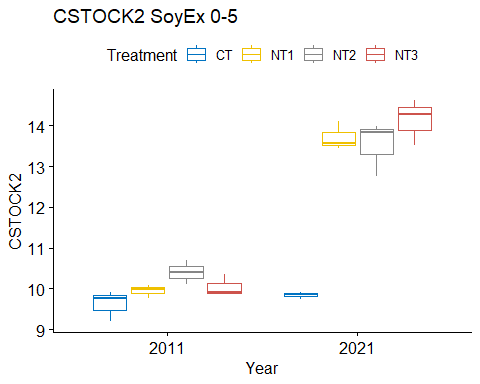 CSTOCK2 SoyEx 0-5
Treatment CT NT1 NT2 NT3
14
13
12
11
10
9
CSTOCK2
2011 2021
Year